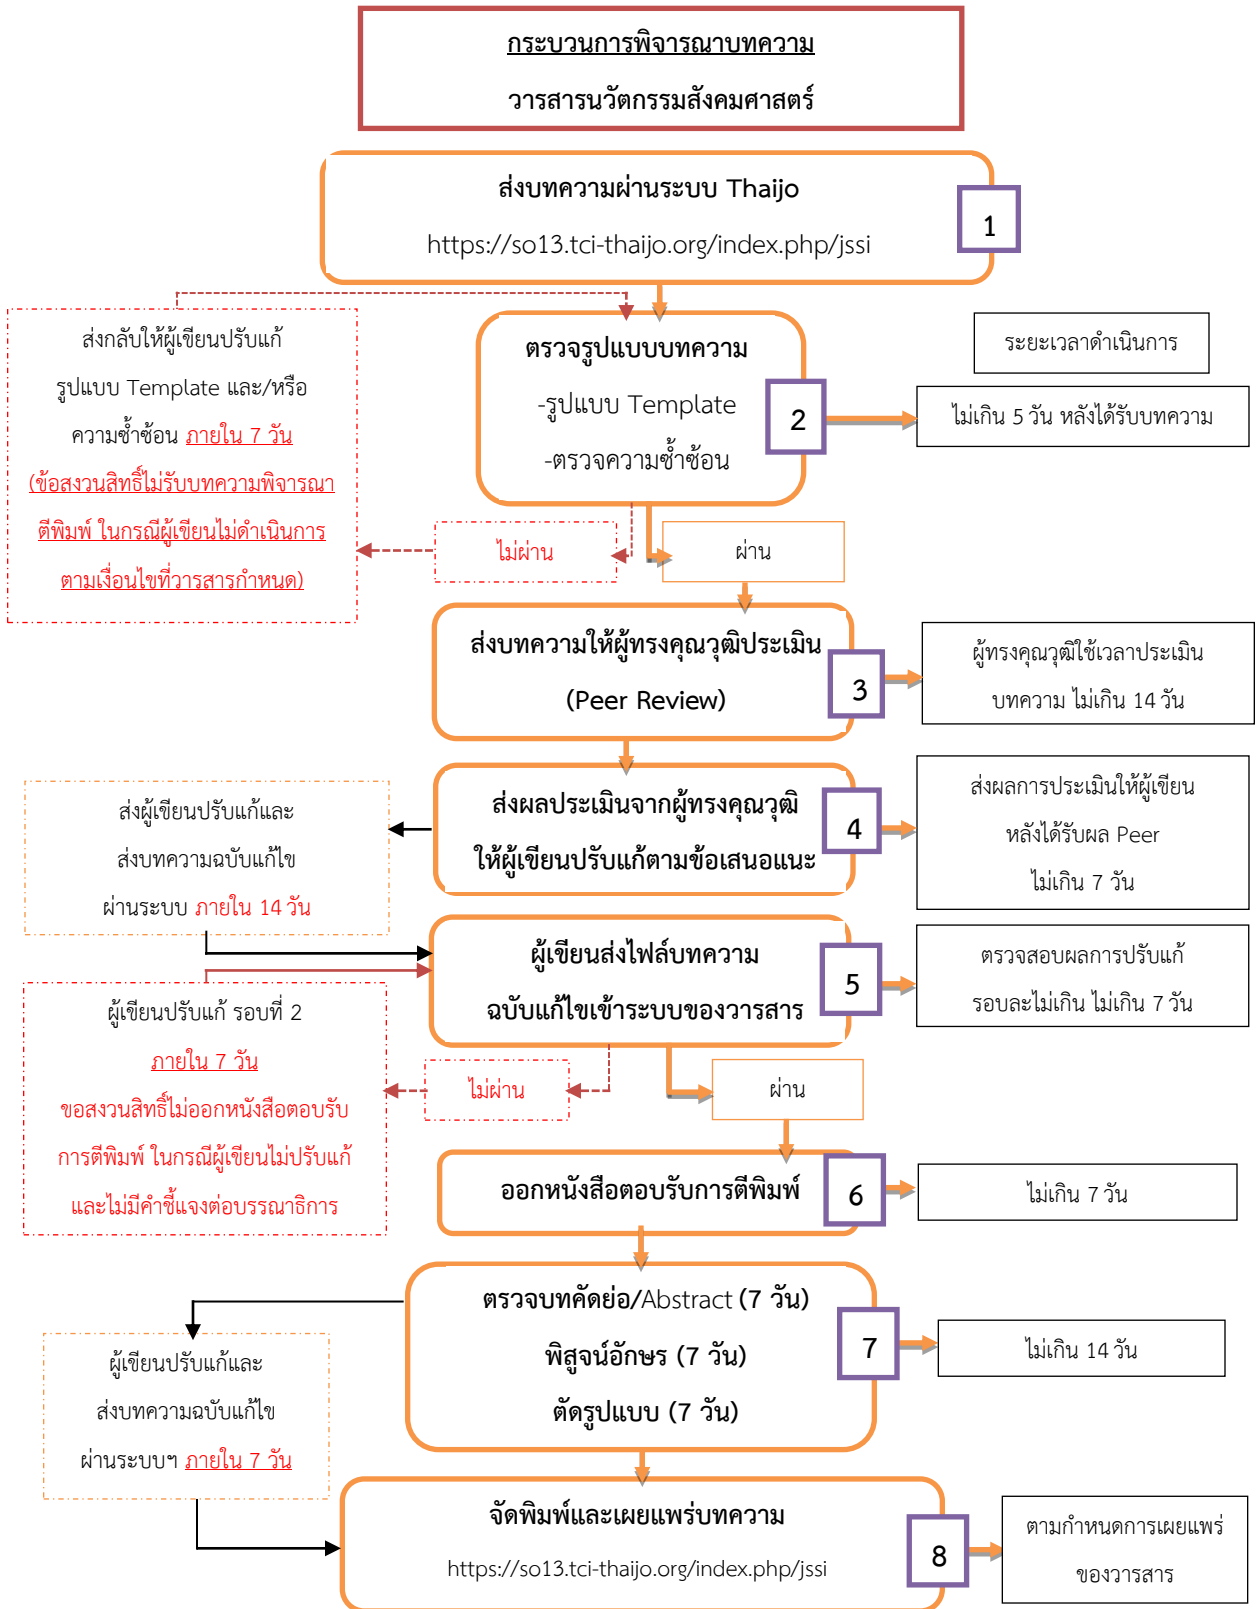 กระบวนการพิจารณาบทความ
วารสารนวัตกรรมสังคมศาสตร์
ส่งบทความผ่านระบบ Thaijo
https://so13.tci-thaijo.org/index.php/jssi
1
ส่งกลับให้ผู้เขียนปรับแก้
รูปแบบ Template และ/หรือ
ความซ้ำซ้อน ภายใน 7 วัน
(ข้อสงวนสิทธิ์ไม่รับบทความพิจารณา
ตีพิมพ์ ในกรณีผู้เขียนไม่ดำเนินการ
ตามเงื่อนไขที่วารสารกำหนด)
ตรวจรูปแบบบทความ
-รูปแบบ Template
-ตรวจความซ้ำซ้อน
2
ระยะเวลาดำเนินการ
ไม่เกิน 5 วัน หลังได้รับบทความ
ไม่ผ่าน
ผ่าน
ส่งบทความให้ผู้ทรงคุณวุฒิประเมิน
(Peer Review)
3
ผู้ทรงคุณวุฒิใช้เวลาประเมิน
บทความ ไม่เกิน 14 วัน
ส่งผู้เขียนปรับแก้และ
ส่งบทความฉบับแก้ไข
ผ่านระบบ ภายใน 14 วัน
ส่งผลประเมินจากผู้ทรงคุณวุฒิ
ให้ผู้เขียนปรับแก้ตามข้อเสนอแนะ
4
ส่งผลการประเมินให้ผู้เขียน
หลังได้รับผล Peer
ไม่เกิน 7 วัน
ผู้เขียนส่งไฟล์บทความ
ฉบับแก้ไขเข้าระบบของวารสาร
5
ตรวจสอบผลการปรับแก้
รอบละไม่เกิน ไม่เกิน 7 วัน
ผู้เขียนปรับแก้ รอบที่ 2
ภายใน 7 วัน
ขอสงวนสิทธิ์ไม่ออกหนังสือตอบรับ
การตีพิมพ์ ในกรณีผู้เขียนไม่ปรับแก้
และไม่มีคำชี้แจงต่อบรรณาธิการ
ไม่ผ่าน
ผ่าน
ออกหนังสือตอบรับการตีพิมพ์
6
ไม่เกิน 7 วัน
ตรวจบทคัดย่อ/Abstract (7 วัน)
พิสูจน์อักษร (7 วัน)
ตัดรูปแบบ (7 วัน)
7
ไม่เกิน 14 วัน
ผู้เขียนปรับแก้และ
ส่งบทความฉบับแก้ไข
ผ่านระบบฯ ภายใน 7 วัน
จัดพิมพ์และเผยแพร่บทความ
https://so13.tci-thaijo.org/index.php/jssi
8
ตามกำหนดการเผยแพร่
ของวารสาร